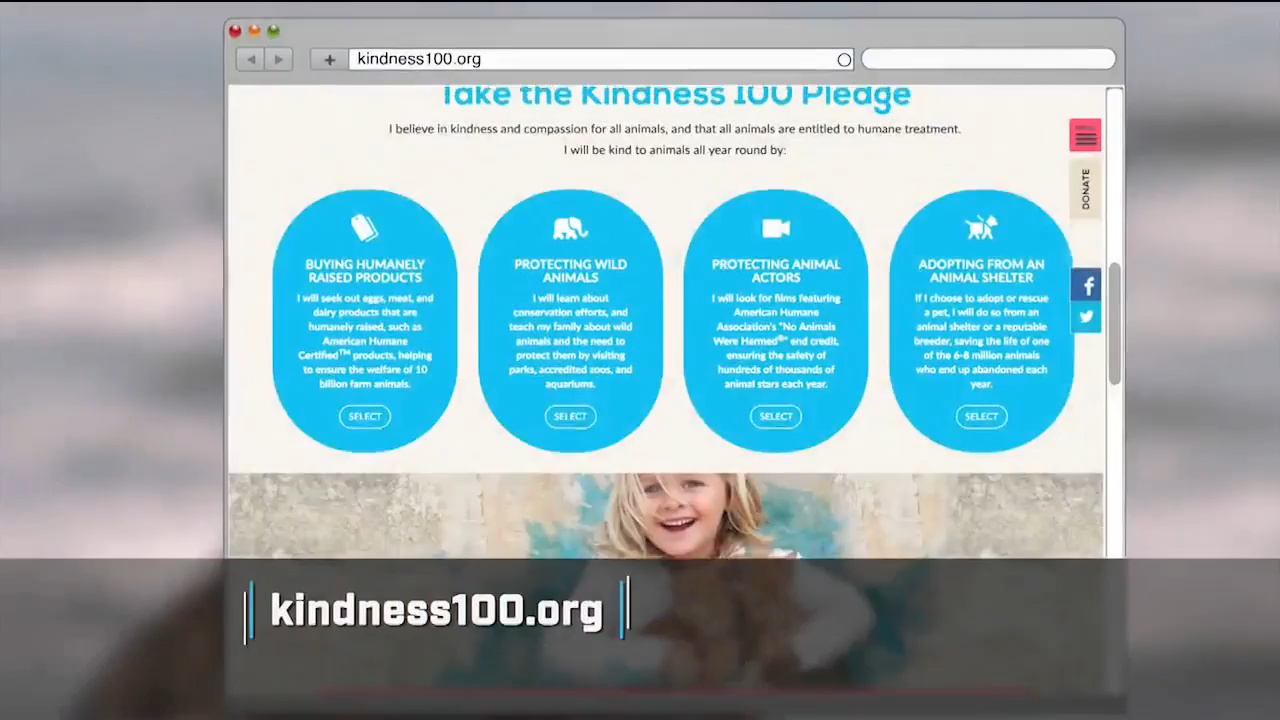 kindness100.org
Take the Kindness 100 Pledge
I believe in kindness and compassion for all animals, and that all animals are entitled to humane treatment.
I will be kind to animals all year round by:
DONATE
BUYING HUMANELY
RAISED PRODUCTS
I will seek out eggs, meat, and
dairy products that are
humanely raised, such as
American Humane
Certified™ products, helping
to ensure the welfare of 10
billion farm animals.
SELECT
PROTECTING WILD
ANIMALS
I will learn about
conservation efforts, and
teach my family about wild
animals and the need to
protect them by visiting
parks, accredited zoos, and
aquariums.
SELECT
PROTECTING ANIMAL
ACTORS
I will look for films featuring
American Humane
Association's "No Animals
Were Harmed®" end credit,
ensuring the safety of
hundreds of thousands of
animal stars each year.
SELECT
ADOPTING FROM AN
ANIMAL SHELTER
If I choose to adopt or rescue
a pet, I will do so from an
animal shelter or a reputable
breeder, saving the life of one
of the 6-8 million animals
who end up abandoned each
year.
SELECT
kindness100.org